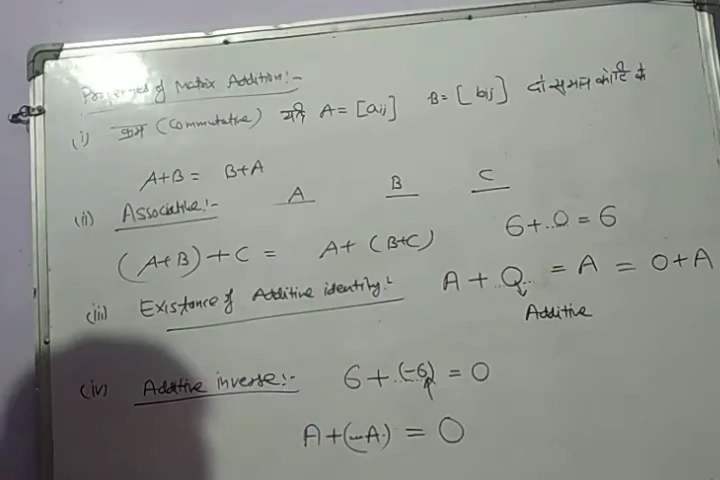 Properties of Matrix Addition:-
(i) क्रम (Commutative) यदि A = [aij] B = [bij] दो समान कोटि के
A+B = B+A
(ii) Associative:- A B C
(A+B)+C = A+(B+C) 6+0=6
(iii) Existance of Additive identity:- A + O = A = O+A
Additive
(iv) Additive inverse:- 6+(-6) = 0
A+(-A) = O